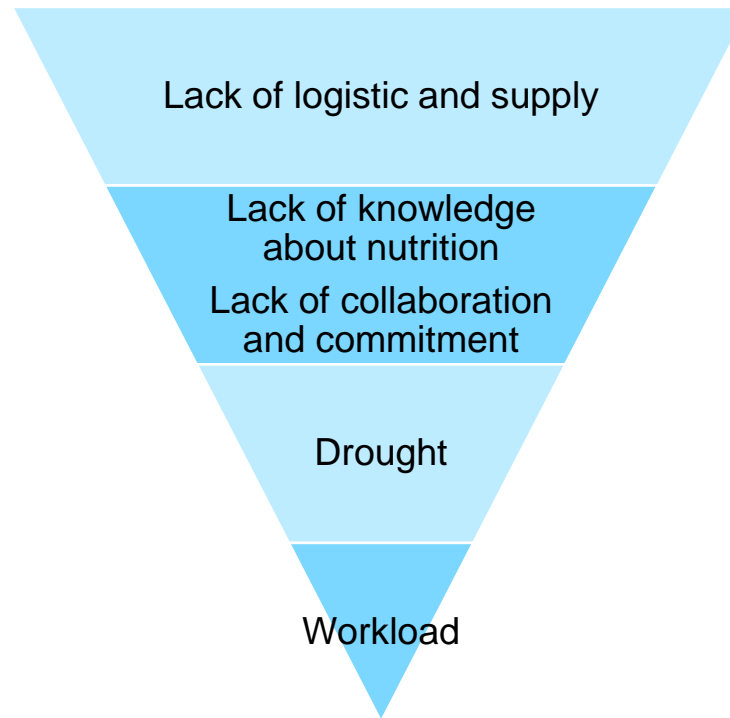 Lack of logistic and supply
Lack of knowledge
about nutrition
Lack of collaboration
and commitment
Drought
Workload